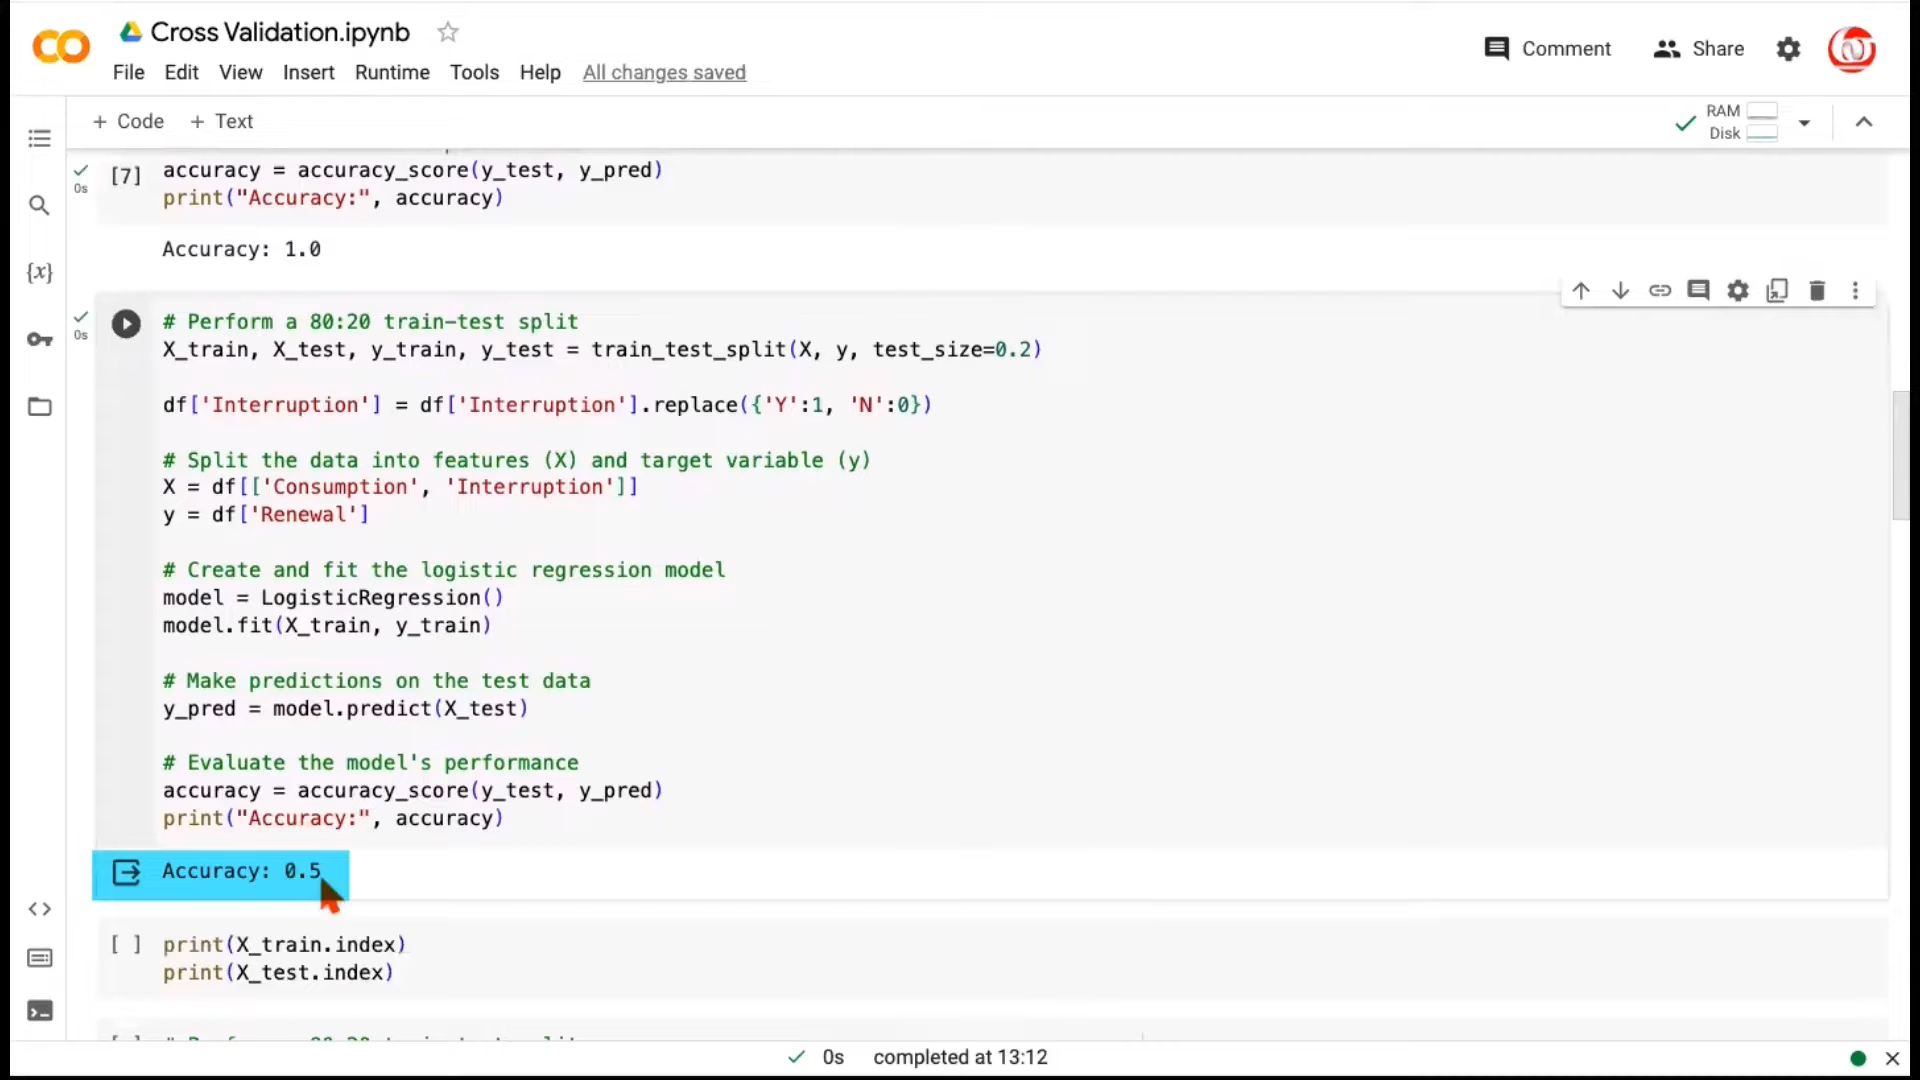 Cross Validation.ipynb
Comment
Share
File Edit View Insert Runtime Tools Help All changes saved
+ Code + Text
RAM
Disk
0s
[7]
accuracy = accuracy_score(y_test, y_pred)
print("Accuracy:", accuracy)
Accuracy: 1.0
0s
# Perform a 80:20 train-test split
X_train, X_test, y_train, y_test = train_test_split(X, y, test_size=0.2)
df['Interruption'] = df['Interruption'].replace({'Y':1, 'N':0})
# Split the data into features (X) and target variable (y)
X = df[['Consumption', 'Interruption']]
y = df['Renewal']
# Create and fit the logistic regression model
model = LogisticRegression()
model.fit(X_train, y_train)
# Make predictions on the test data
y_pred = model.predict(X_test)
# Evaluate the model's performance
accuracy = accuracy_score(y_test, y_pred)
print("Accuracy:", accuracy)
Accuracy: 0.5
[ ] print(X_train.index)
print(X_test.index)
0s completed at 13:12